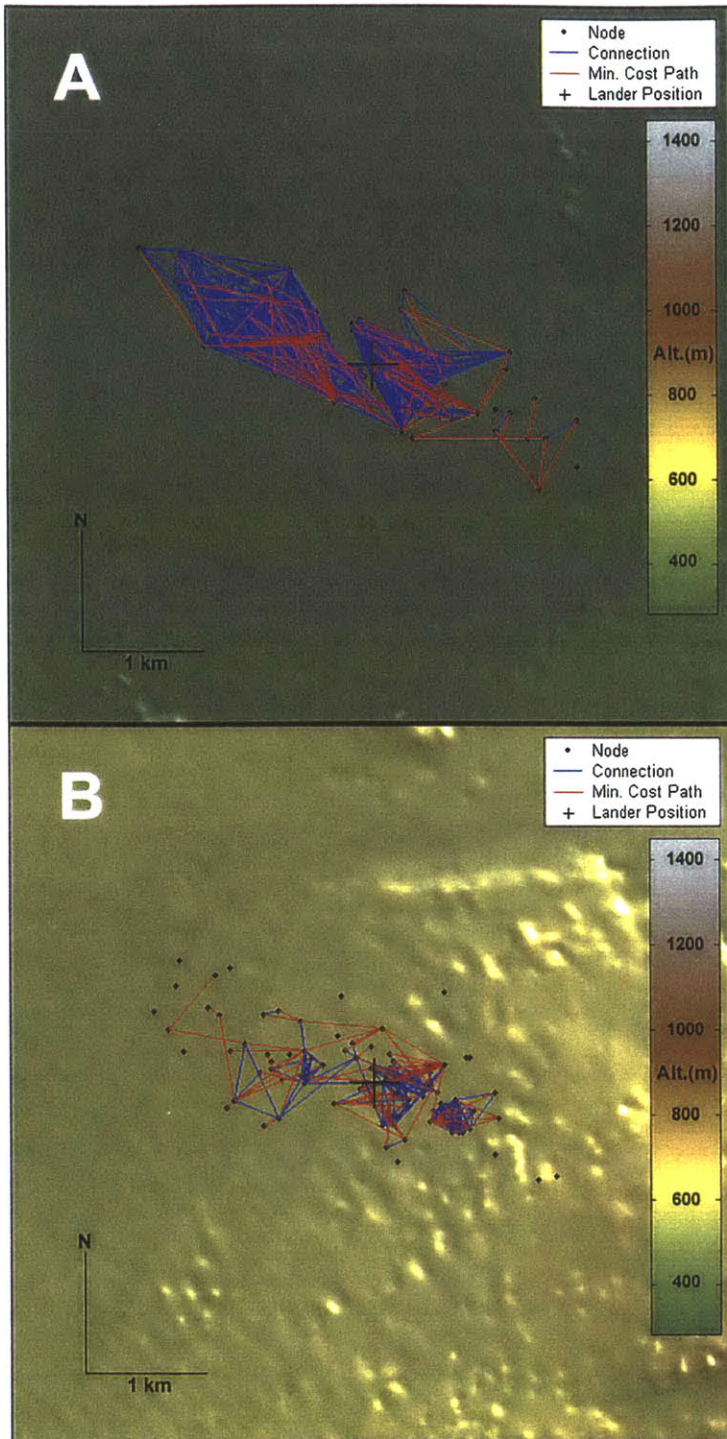 A
Node
Connection
Min. Cost Path
Lander Position
1400
1200
1000
Alt.(m)
800
600
400
N
1 km
B
Node
Connection
Min. Cost Path
Lander Position
1400
1200
1000
Alt.(m)
800
600
400
N
1 km